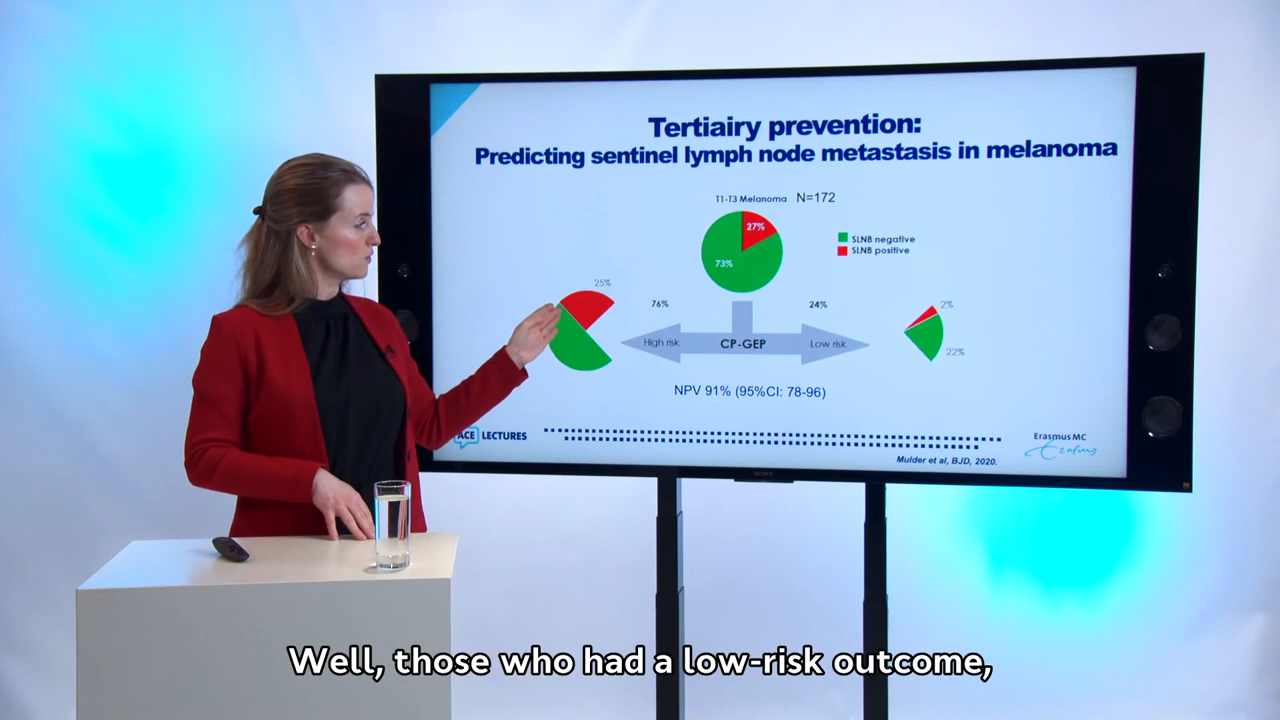 Tertiairy prevention:
Predicting sentinel lymph node metastasis in melanoma
T1-T3 Melanoma N=172
27%
73%
SLNB negative
SLNB positive
25%
76%
24%
2%
High risk
CP-GEP
Low risk
22%
NPV 91% (95%CI: 78-96)
ACE LECTURES
Erasmus MC
Erasmus
Mulder et al, BJD, 2020.
SONY
Well, those who had a low-risk outcome,